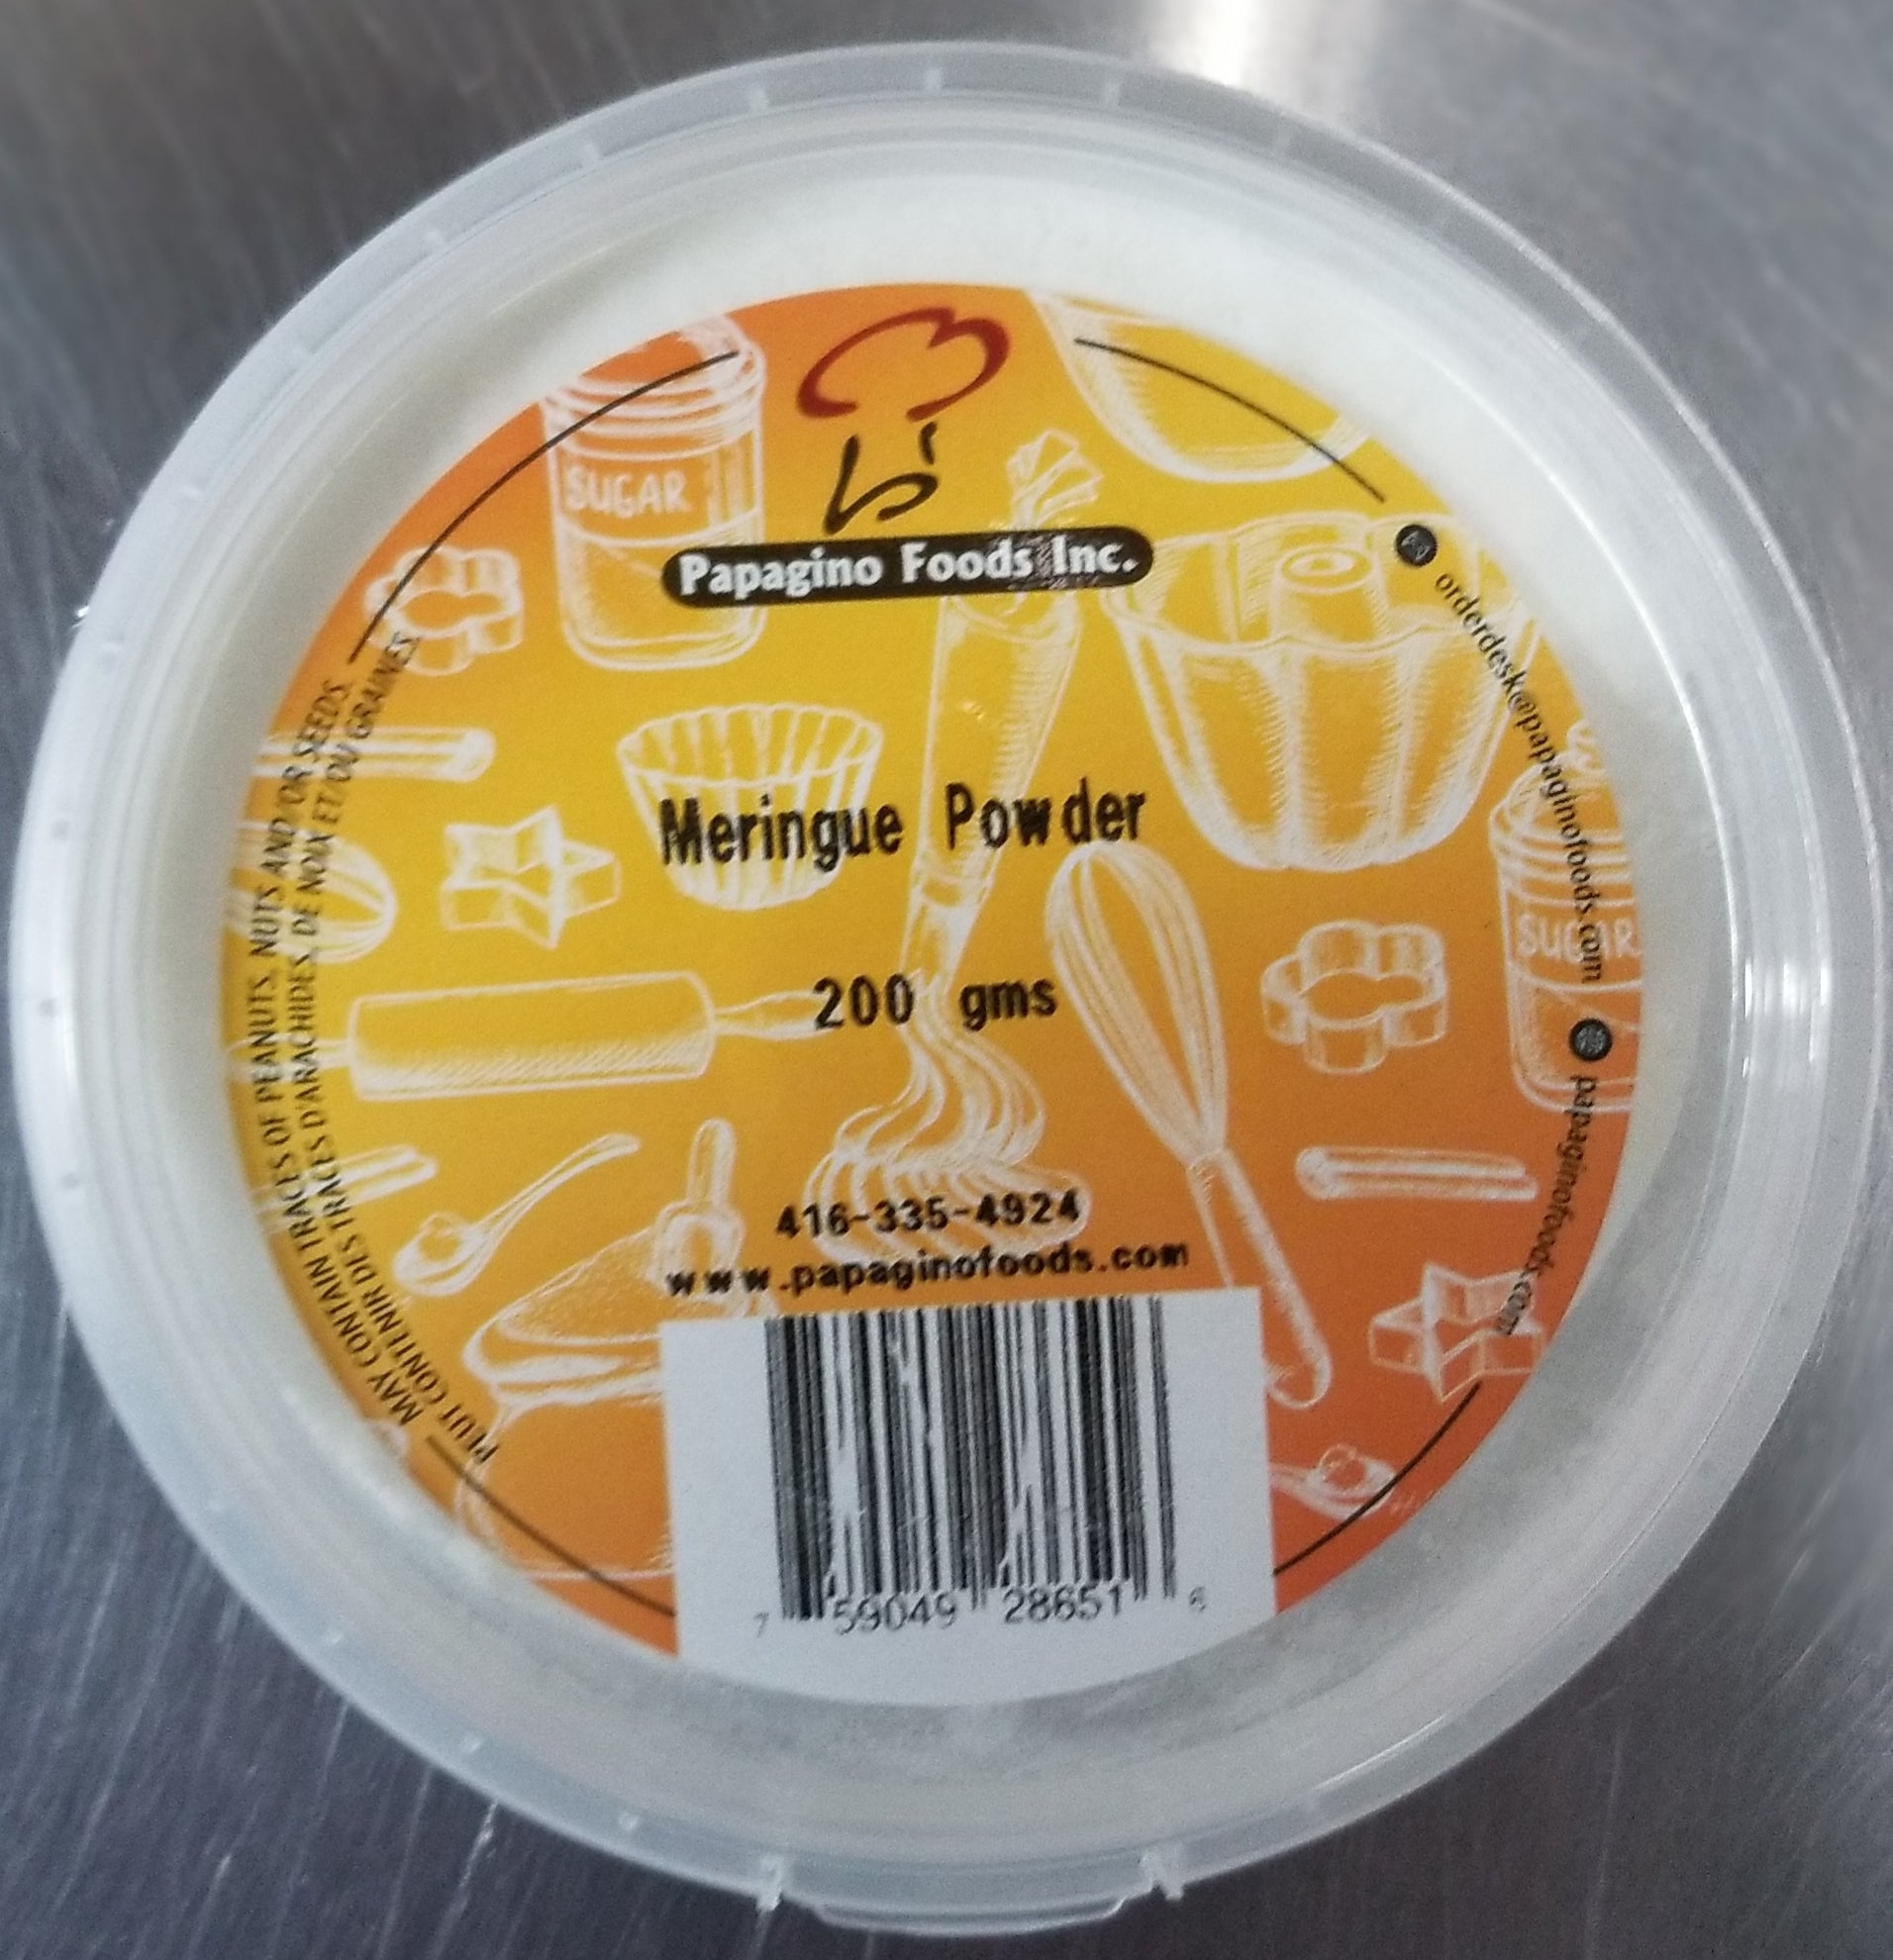 SUGAR
Papagino Foods Inc.
orderdesk@papaginofoods.com
MAY CONTAIN TRACES OF PEANUTS, NUTS AND/OR SEEDS.
PEUT CONTENIR DES TRACES D'ARACHIDES, DE NOIX ET/OU GRAINES.
Meringue Powder
SUGAR
200 gms
papaginofoods.com
416-335-4924
www.papaginofoods.com
7 59049 28651 6